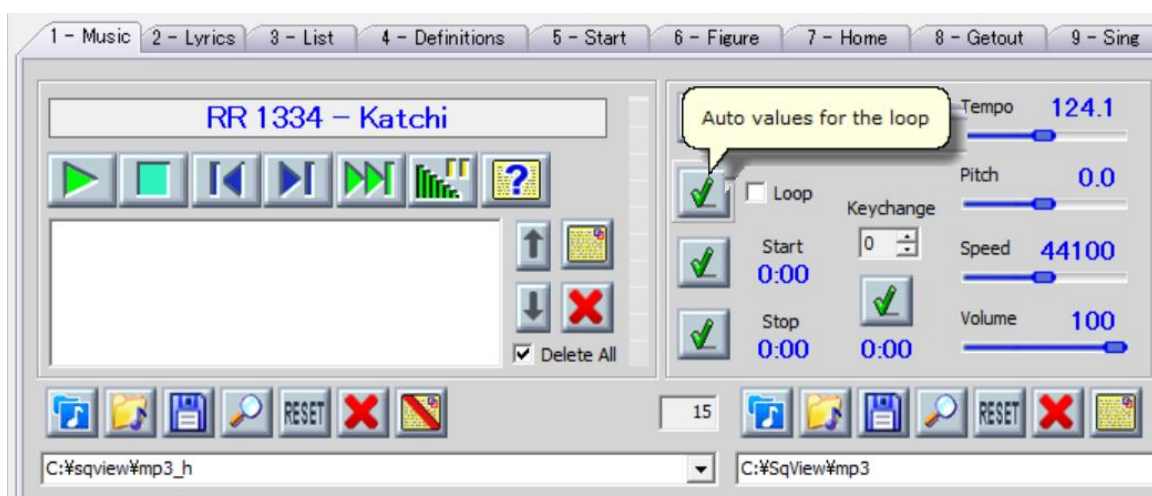 1 - Music 2 - Lyrics 3 - List 4 - Definitions 5 - Start 6 - Figure 7 - Home 8 - Getout 9 - Sing
RR 1334 - Katchi
?
Delete All
Auto values for the loop
Loop
Start
0:00
Stop
0:00
Keychange
0
0:00
Tempo 124.1
Pitch 0.0
Speed 44100
Volume 100
RESET
15
RESET
C:¥sqview¥mp3_h
C:¥SqView¥mp3